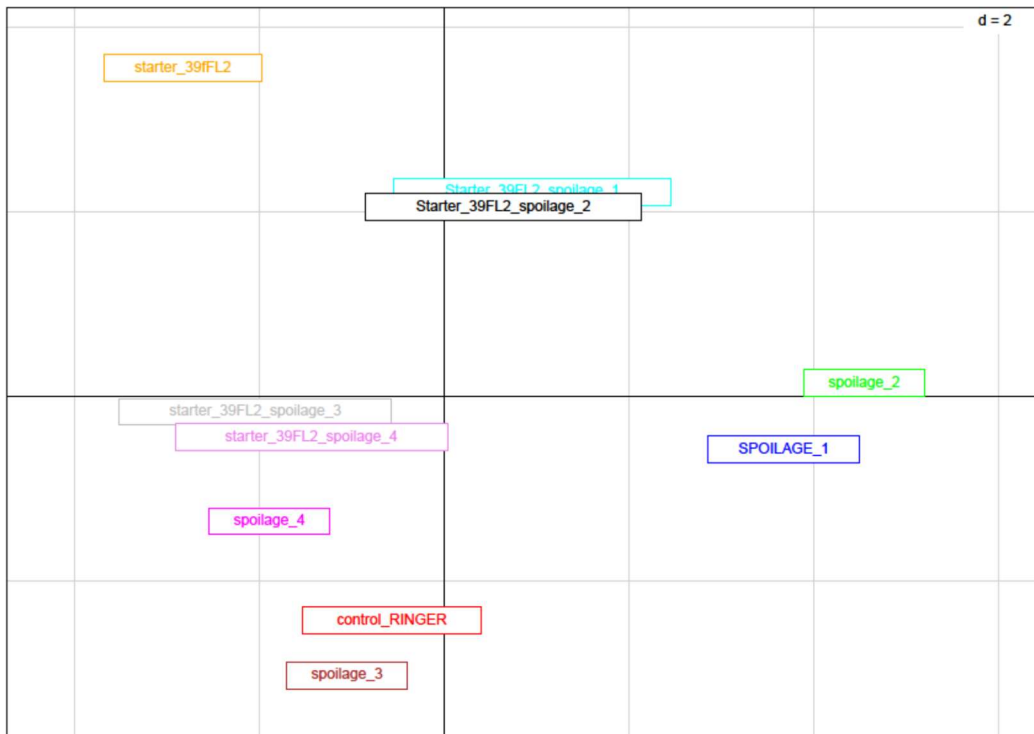 d = 2
starter_39fFL2
Starter_39FL2_spoilage_1
Starter_39FL2_spoilage_2
spoilage_2
starter_39FL2_spoilage_3
starter_39FL2_spoilage_4
SPOILAGE_1
spoilage_4
control_RINGER
spoilage_3